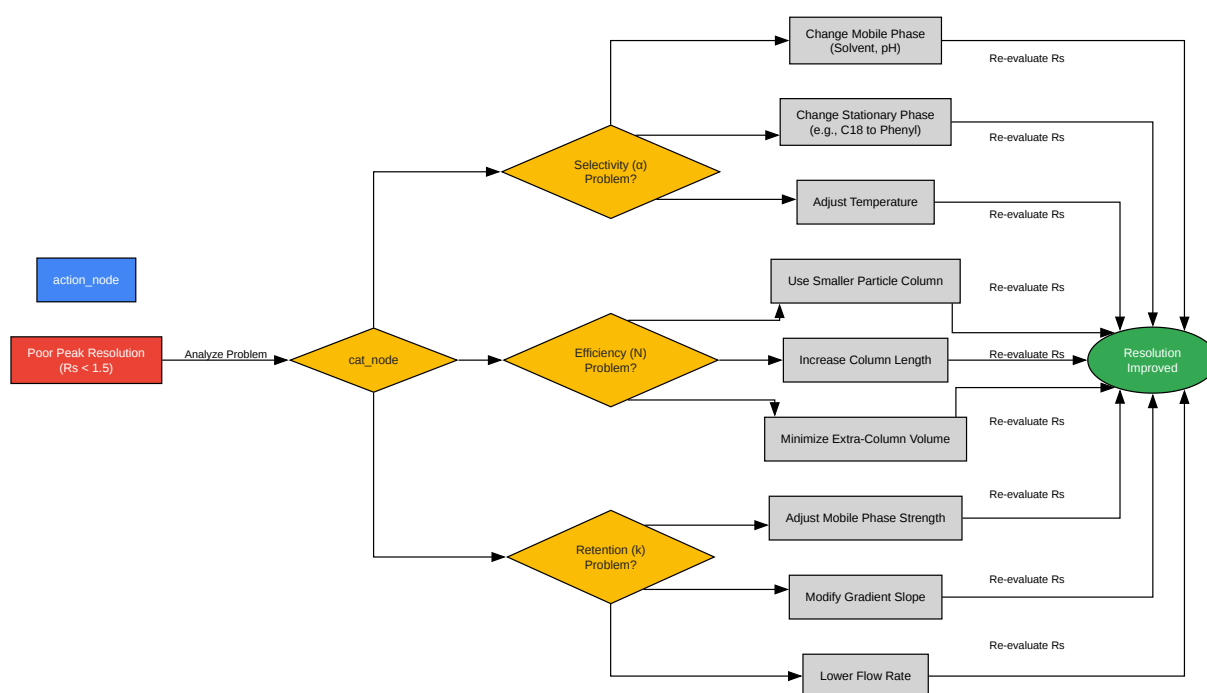 Change Mobile Phase
(Solvent, pH)
Re-evaluate Rs
Change Stationary Phase
(e.g., C18 to Phenyl)
Re-evaluate Rs
Selectivity (α)
Problem?
Adjust Temperature
Re-evaluate Rs
action_node
Use Smaller Particle Column
Re-evaluate Rs
Poor Peak Resolution
(Rs < 1.5)
Analyze Problem
cat_node
Efficiency (N)
Problem?
Increase Column Length
Re-evaluate Rs
Resolution
Improved
Minimize Extra-Column Volume
Re-evaluate Rs
Adjust Mobile Phase Strength
Re-evaluate Rs
Retention (k)
Problem?
Modify Gradient Slope
Re-evaluate Rs
Lower Flow Rate
Re-evaluate Rs